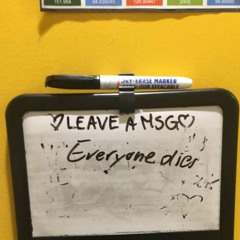 DRY-ERASE MARKER
♡LEAVE A MSG♡
Everyone dies